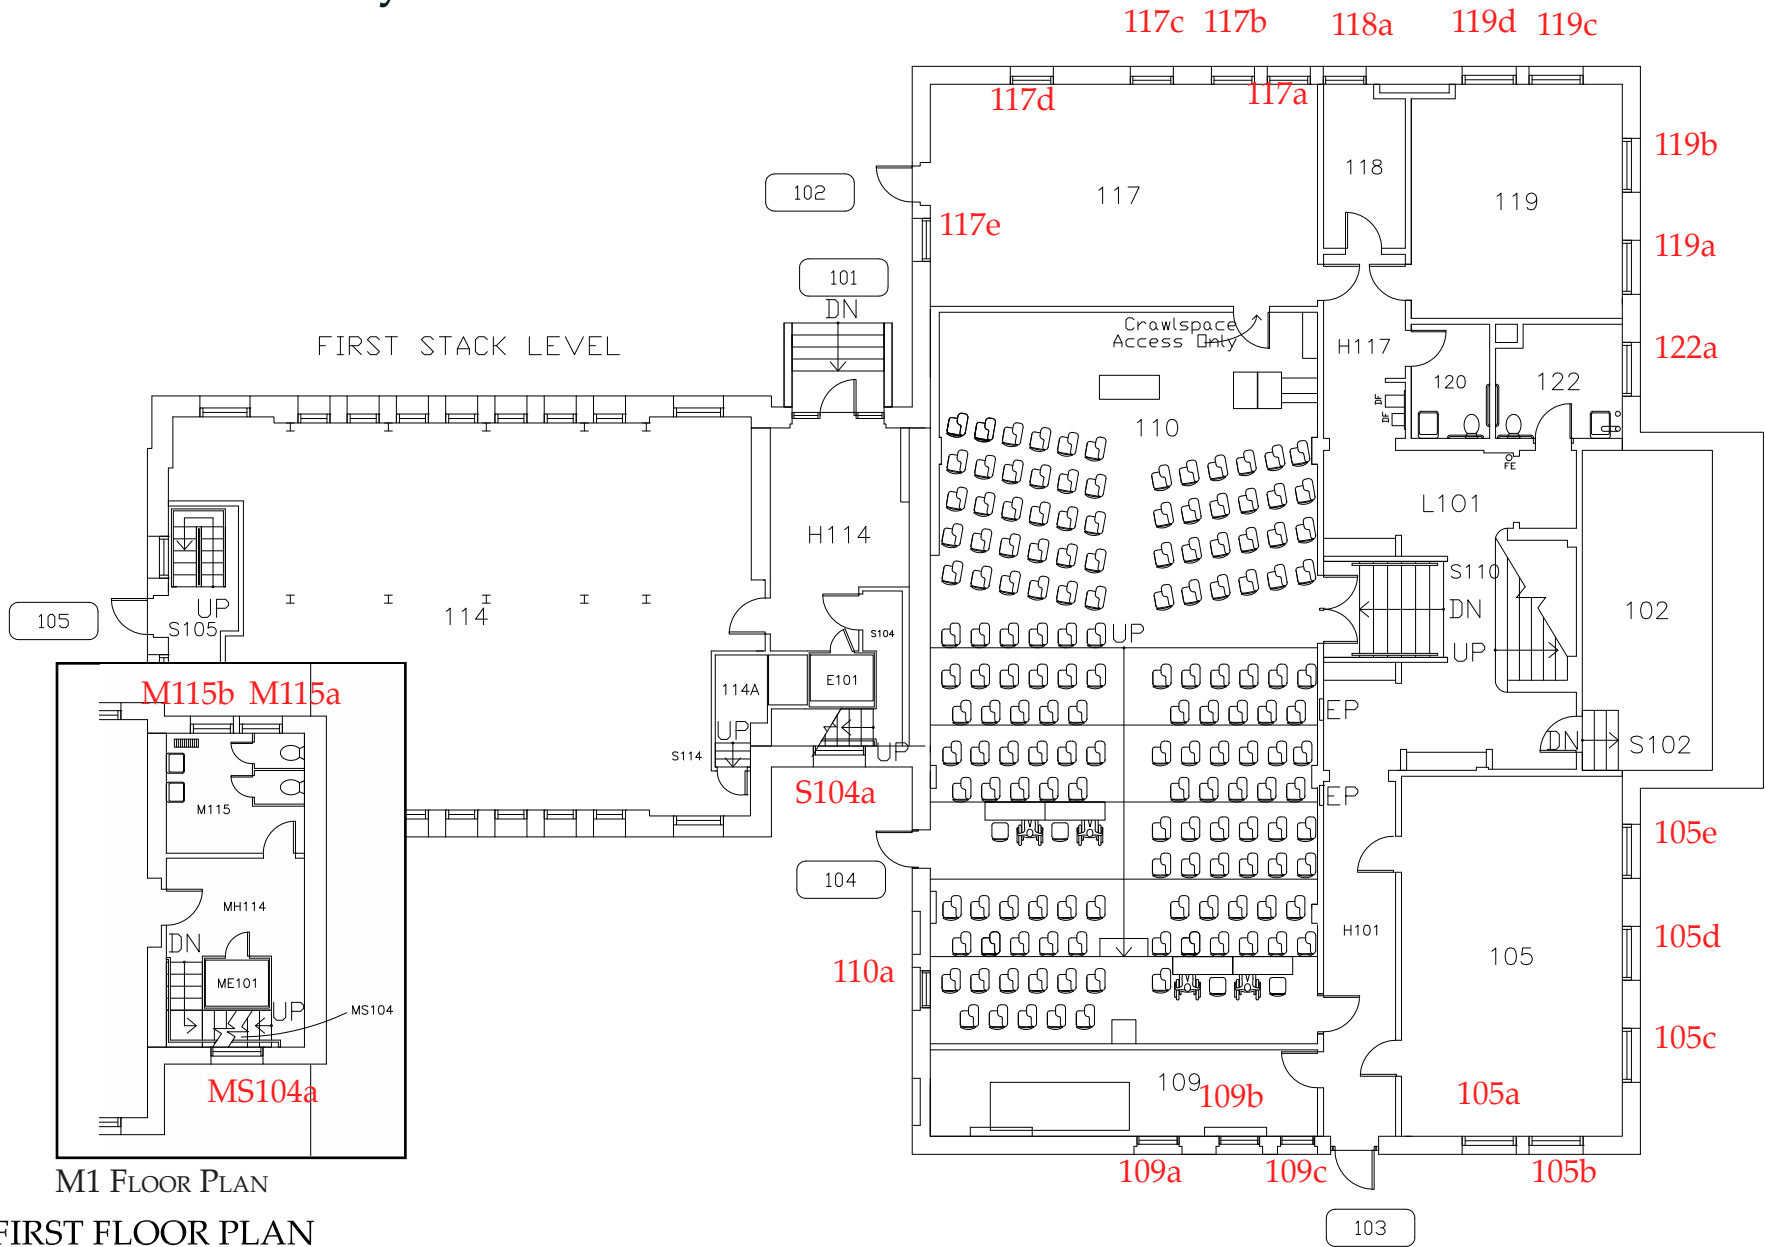 117c 117b 118a 119d 119c
117d 117a
119b
118
102 117 119
117e
119a
101
DN
Crawlspace
Access Only
FIRST STACK LEVEL H117 122a
120 122
DF
DF
110
FE
L101
H114
S110
UP DN
105 S105 114 S104 UP 102
UP
M115b M115a 114A E101
EP
UP UP DN S102
S114
S104a EP
M115
105e
104
MH114
H101 105d
DN 105
110a
ME101
UP MS104
105c
109
MS104a 109b 105a
109a 109c 105b
M1 Floor Plan
FIRST FLOOR PLAN
103